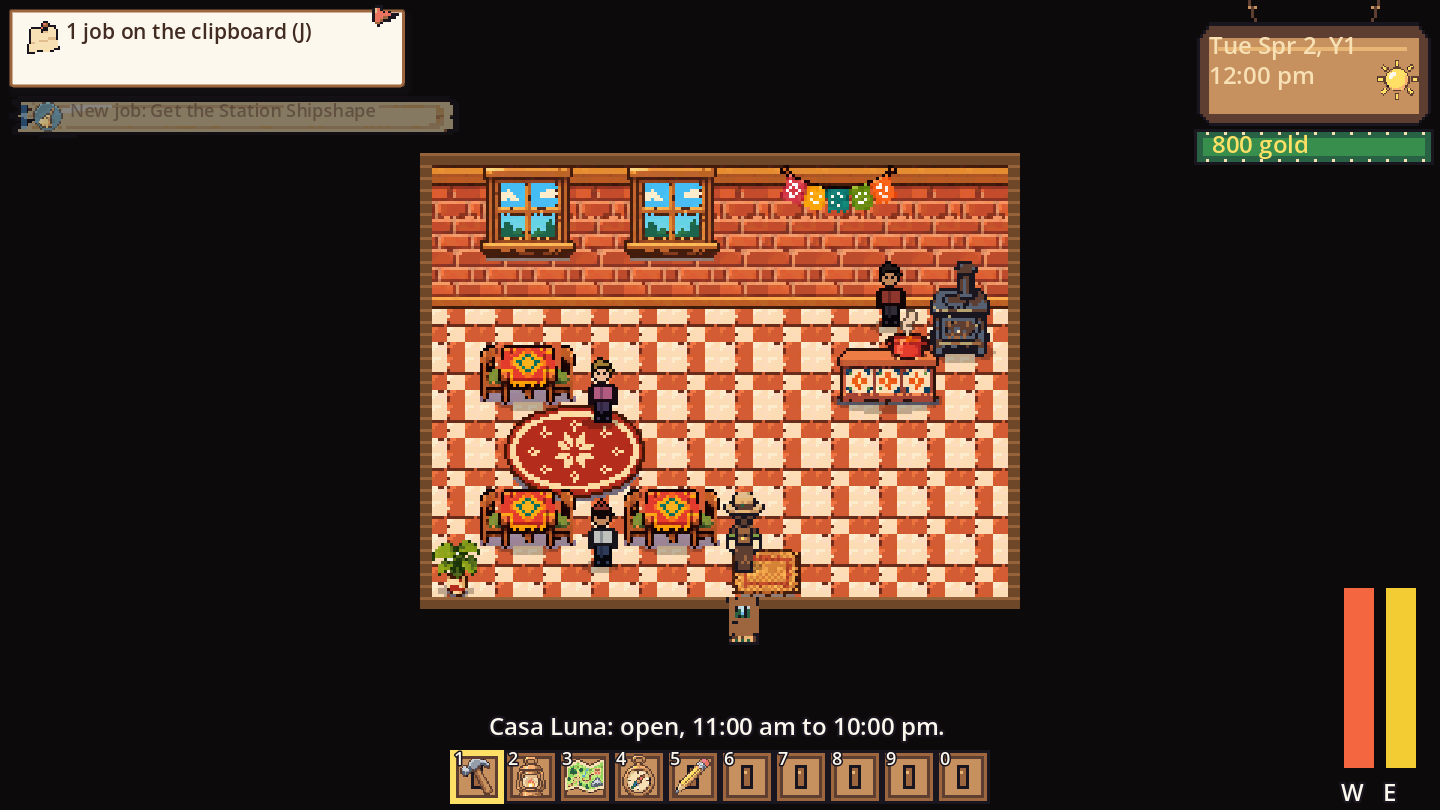 1 job on the clipboard (J)
New job: Get the Station Shipshape
Tue Spr 2, Y1
12:00 pm
800 gold
Casa Luna: open, 11:00 am to 10:00 pm.
1 2 3 4 5 6 7 8 9 0
W E